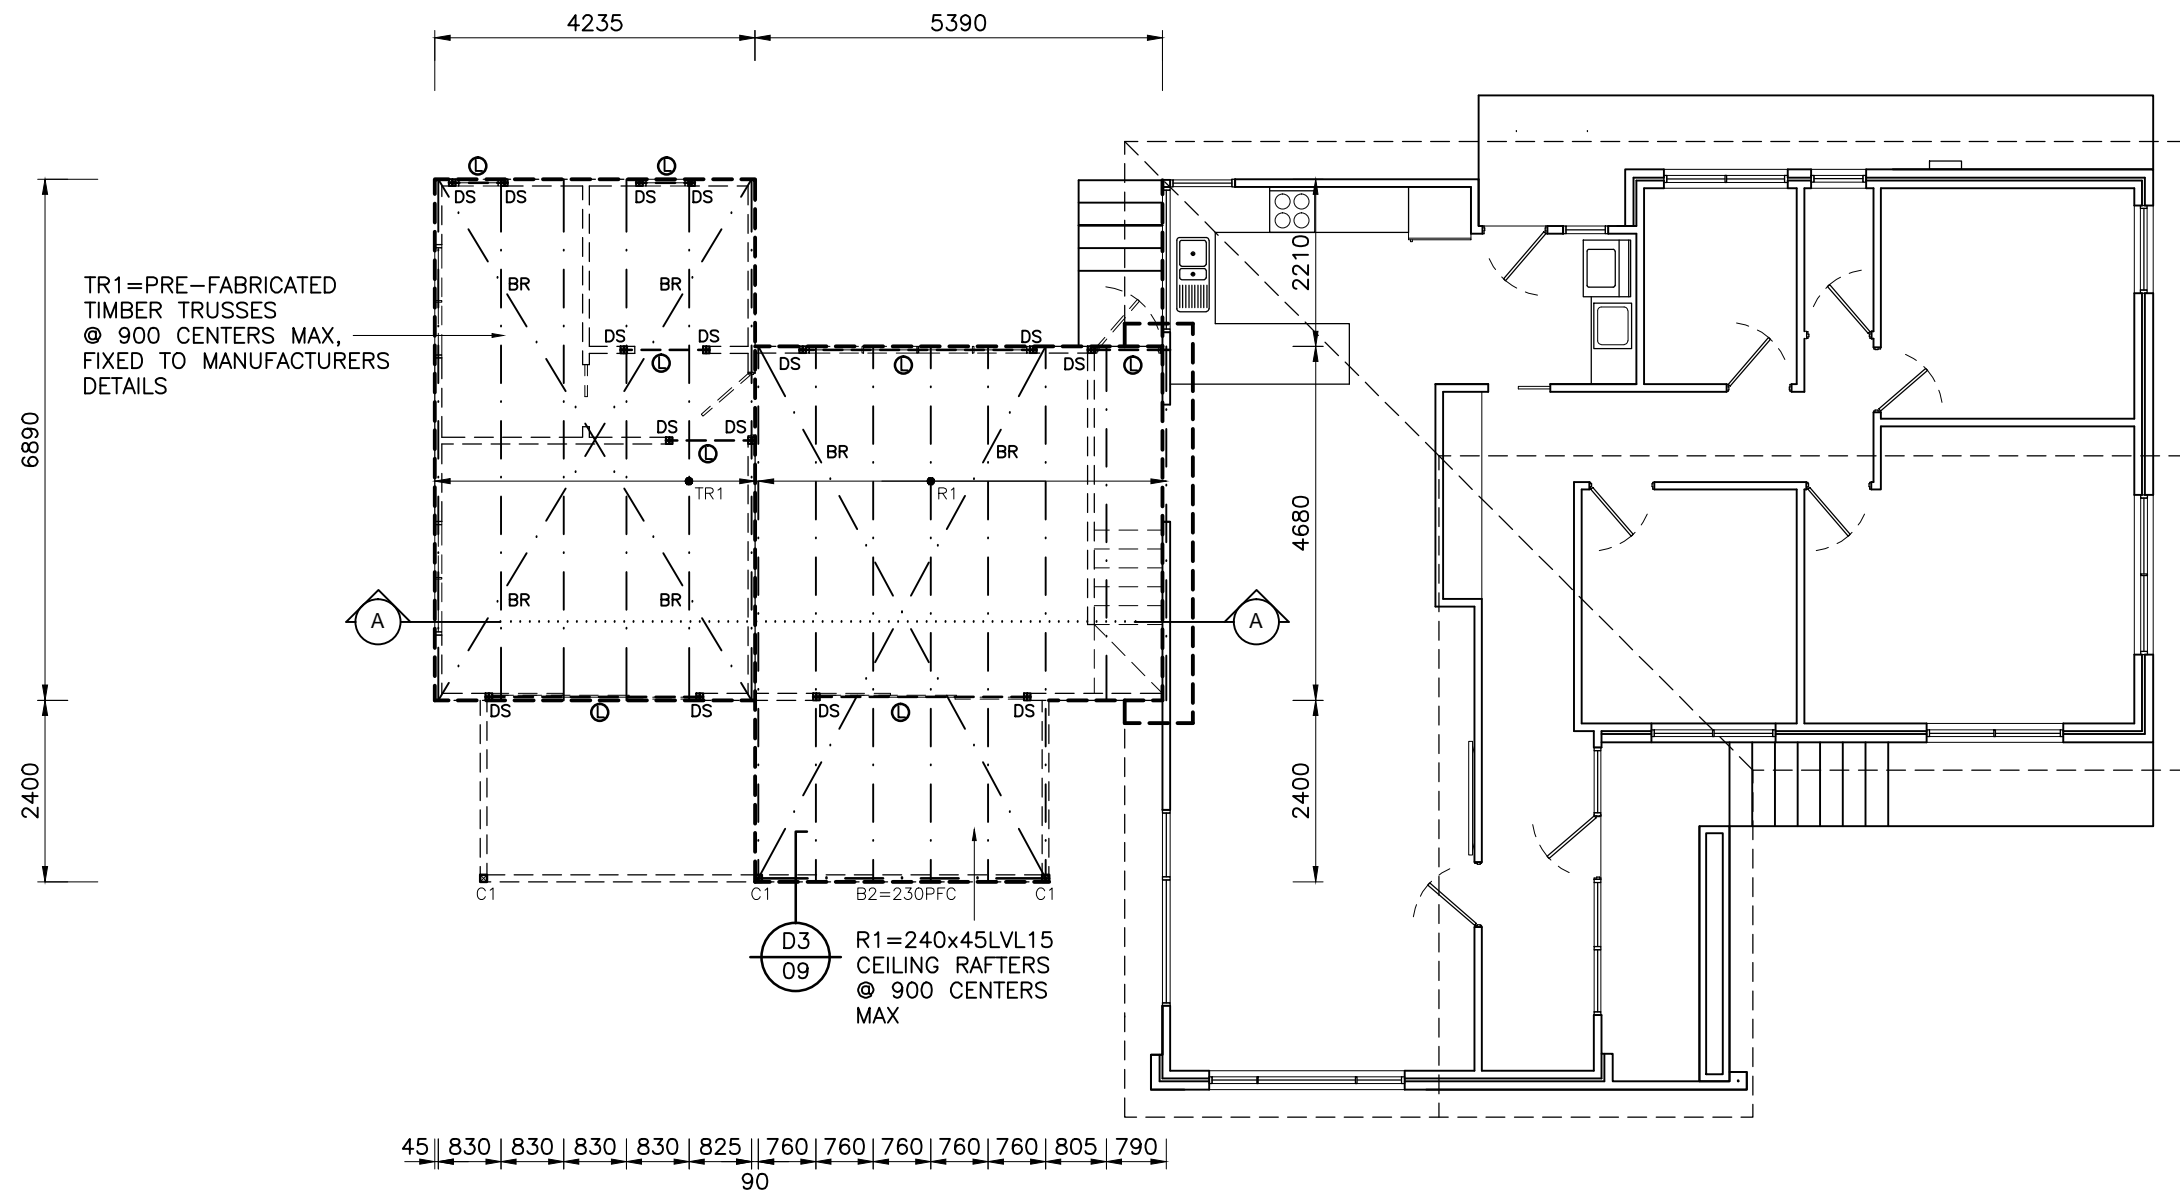 4235 5390
L L
DS DS DS DS
2210
TR1=PRE-FABRICATED
TIMBER TRUSSES
@ 900 CENTERS MAX,
FIXED TO MANUFACTURERS
DETAILS
BR BR
DS DS DS DS
L DS L DS L
6890
DS DS
L
BR BR
TR1 R1
4680
BR BR
A A
DS L DS DS L DS
2400 2400
C1 C1 B2=230PFC C1
D3
09
R1=240x45LVL15
CEILING RAFTERS
@ 900 CENTERS
MAX
45 830 830 830 830 825 760 760 760 760 760 805 790
90